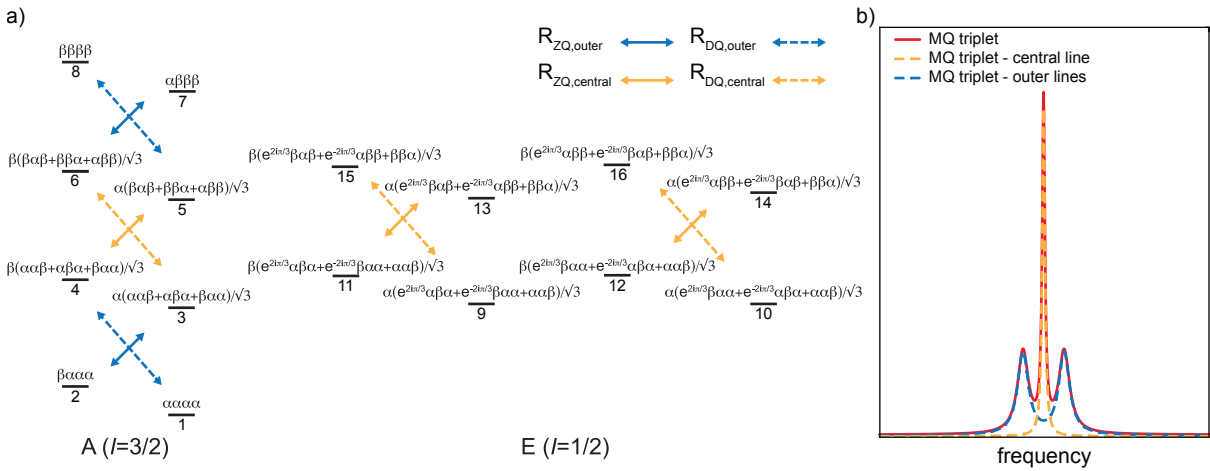 a)
R_ZQ,outer
R_DQ,outer
R_ZQ,central
R_DQ,central
ββββ
8
αβββ
7
β(βαβ+ββα+αββ)/√3
6
α(βαβ+ββα+αββ)/√3
5
β(ααβ+αβα+βαα)/√3
4
α(ααβ+αβα+βαα)/√3
3
βααα
2
αααα
1
A (I=3/2)
β(e^{2iπ/3}βαβ+e^{-2iπ/3}αββ+ββα)/√3
15
α(e^{2iπ/3}βαβ+e^{-2iπ/3}αββ+ββα)/√3
13
β(e^{2iπ/3}αβα+e^{-2iπ/3}βαα+ααβ)/√3
11
α(e^{2iπ/3}αβα+e^{-2iπ/3}βαα+ααβ)/√3
9
β(e^{2iπ/3}αββ+e^{-2iπ/3}βαβ+ββα)/√3
16
α(e^{2iπ/3}αββ+e^{-2iπ/3}βαβ+ββα)/√3
14
β(e^{2iπ/3}βαα+e^{-2iπ/3}αβα+ααβ)/√3
12
α(e^{2iπ/3}βαα+e^{-2iπ/3}αβα+ααβ)/√3
10
E (I=1/2)
b)
MQ triplet
MQ triplet - central line
MQ triplet - outer lines
frequency